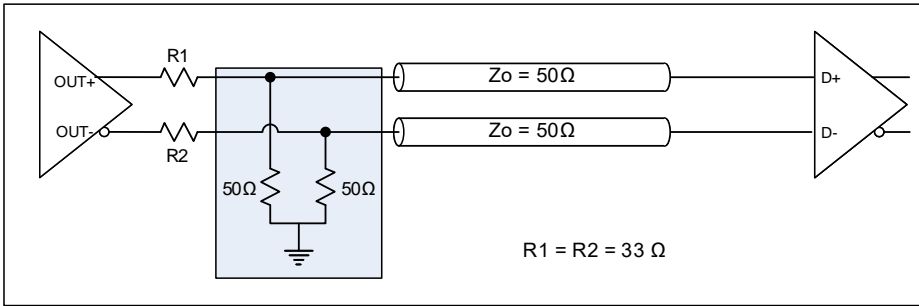 R1
OUT+
Zo = 50Ω
D+
OUT-
Zo = 50Ω
D-
R2
50Ω
50Ω
R1 = R2 = 33 Ω